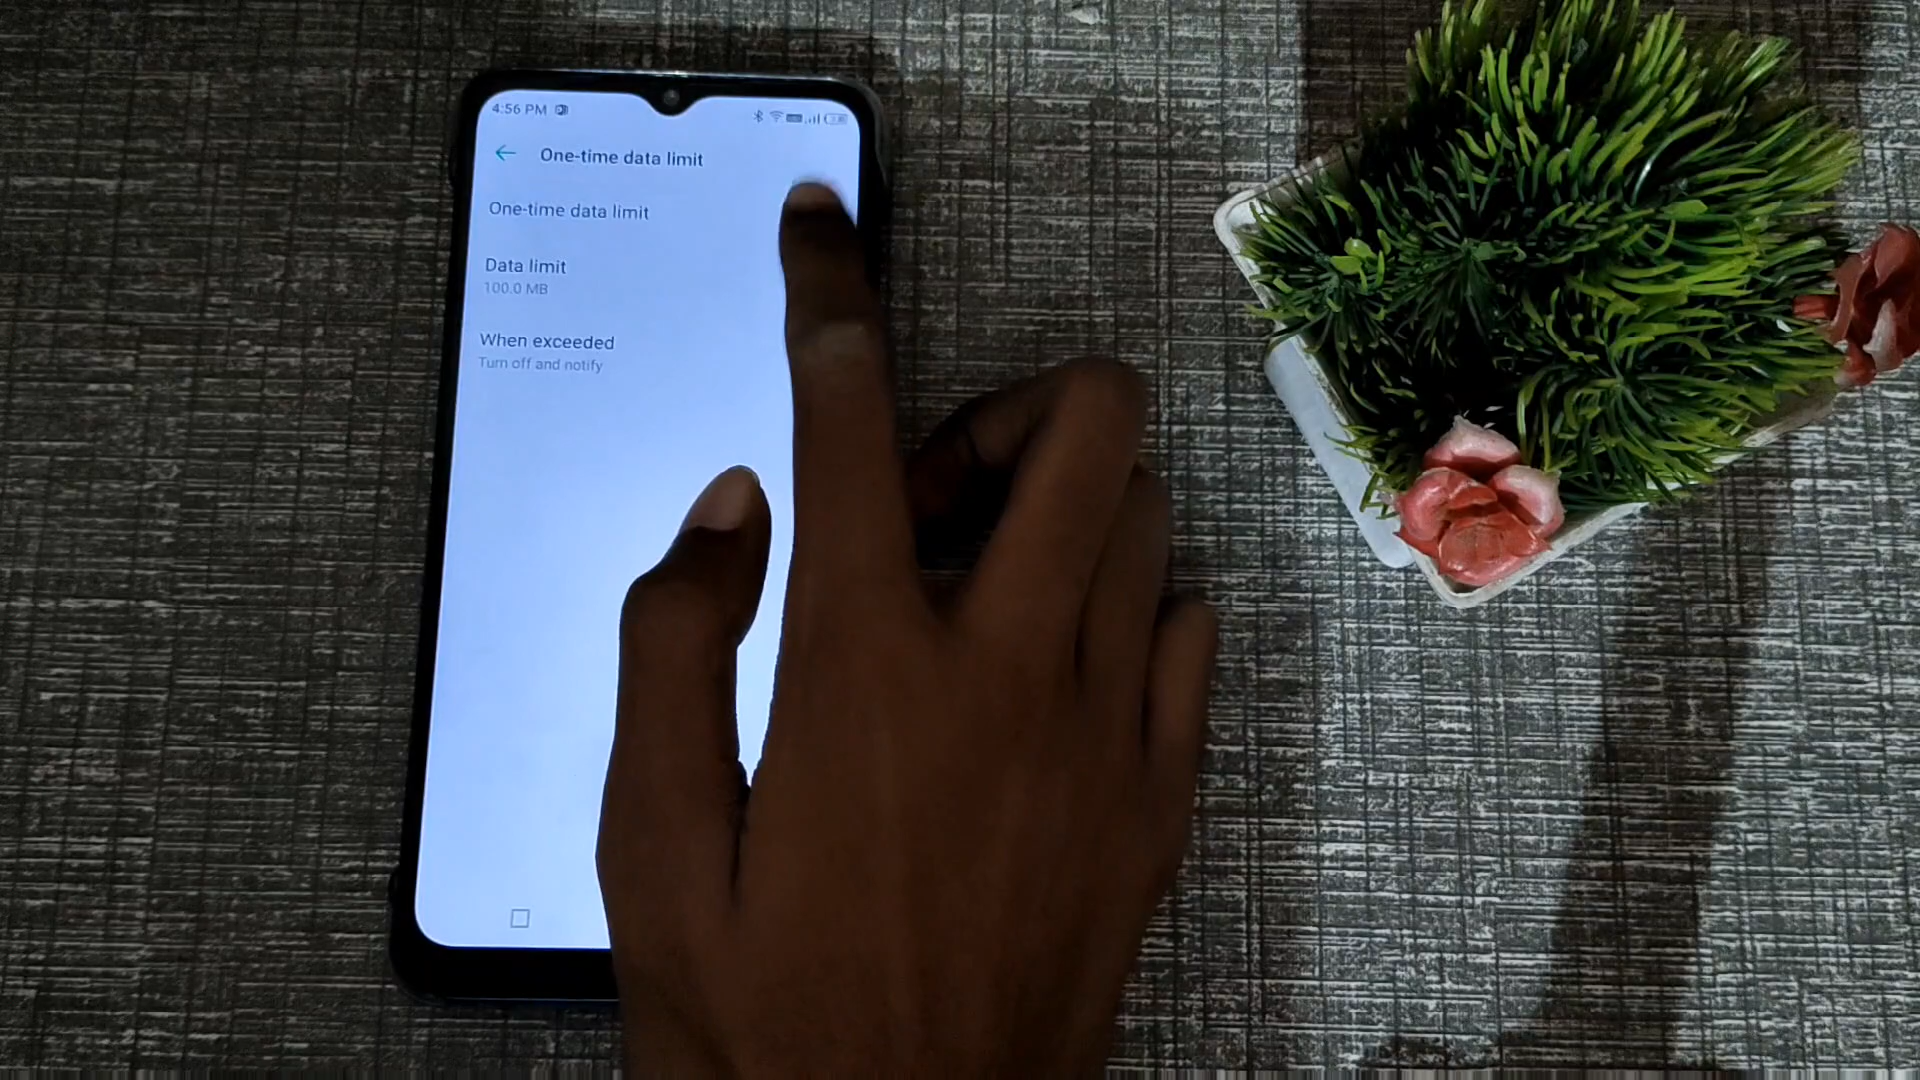 4:56 PM
One-time data limit
One-time data limit
Data limit
100.0 MB
When exceeded
Turn off and notify